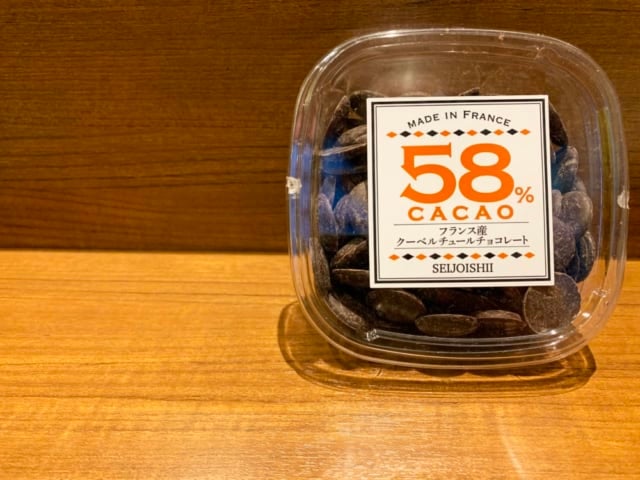 MADE IN FRANCE
58%
CACAO
フランス産
クーベルチュールチョコレート
SEIJOISHII